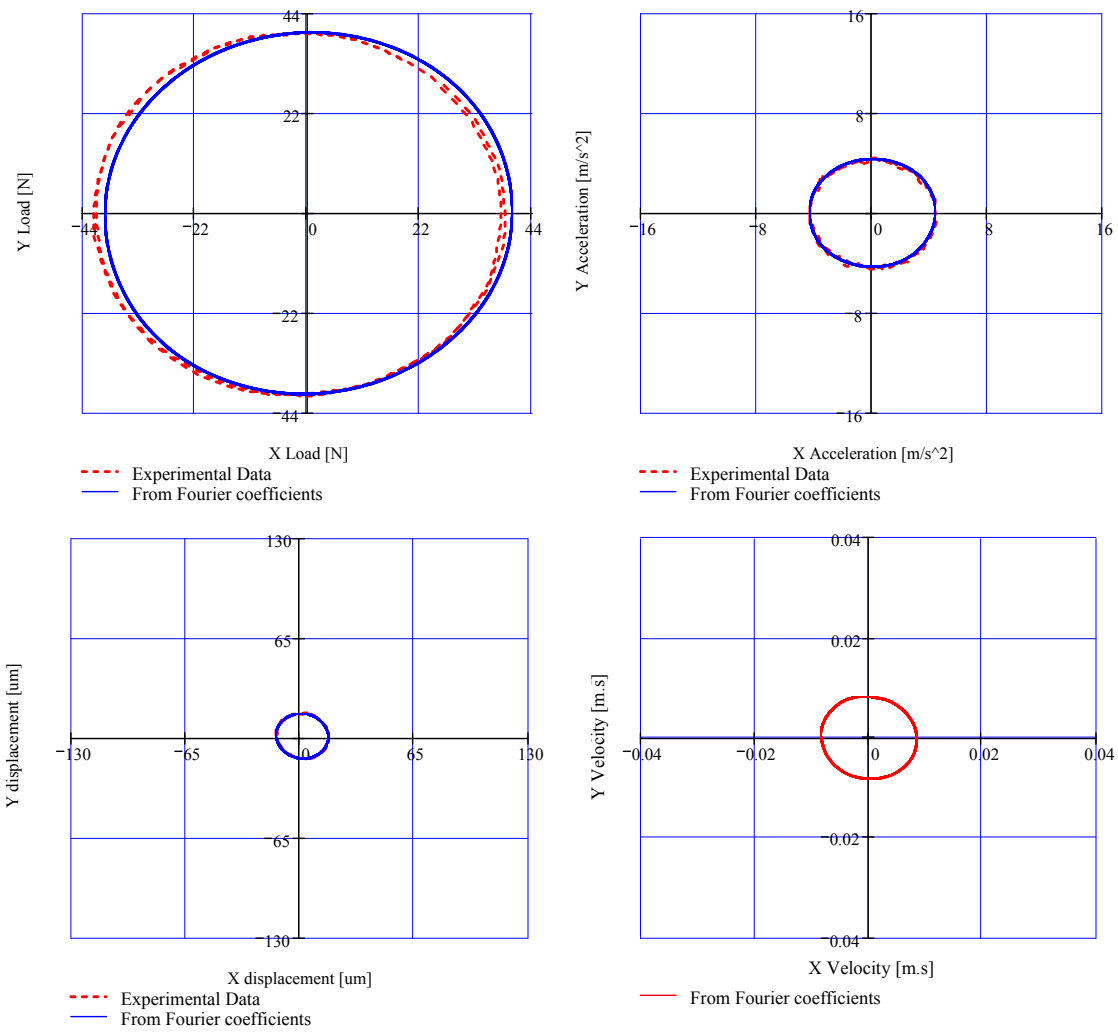 44
22
Y Load [N]
−44
−22
0
22
44
−22
−44
X Load [N]
Experimental Data
From Fourier coefficients
16
8
Y Acceleration [m/s^2]
−16
−8
0
8
16
−8
−16
X Acceleration [m/s^2]
Experimental Data
From Fourier coefficients
130
65
Y displacement [um]
−130
−65
0
65
130
−65
−130
X displacement [um]
Experimental Data
From Fourier coefficients
0.04
0.02
Y Velocity [m.s]
−0.04
−0.02
0
0.02
0.04
−0.02
−0.04
X Velocity [m.s]
From Fourier coefficients